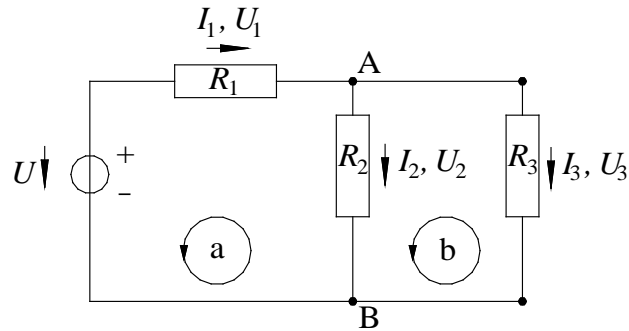 I₁, U₁
R₁
A
U
+
-
R₂
I₂, U₂
R₃
I₃, U₃
a
b
B